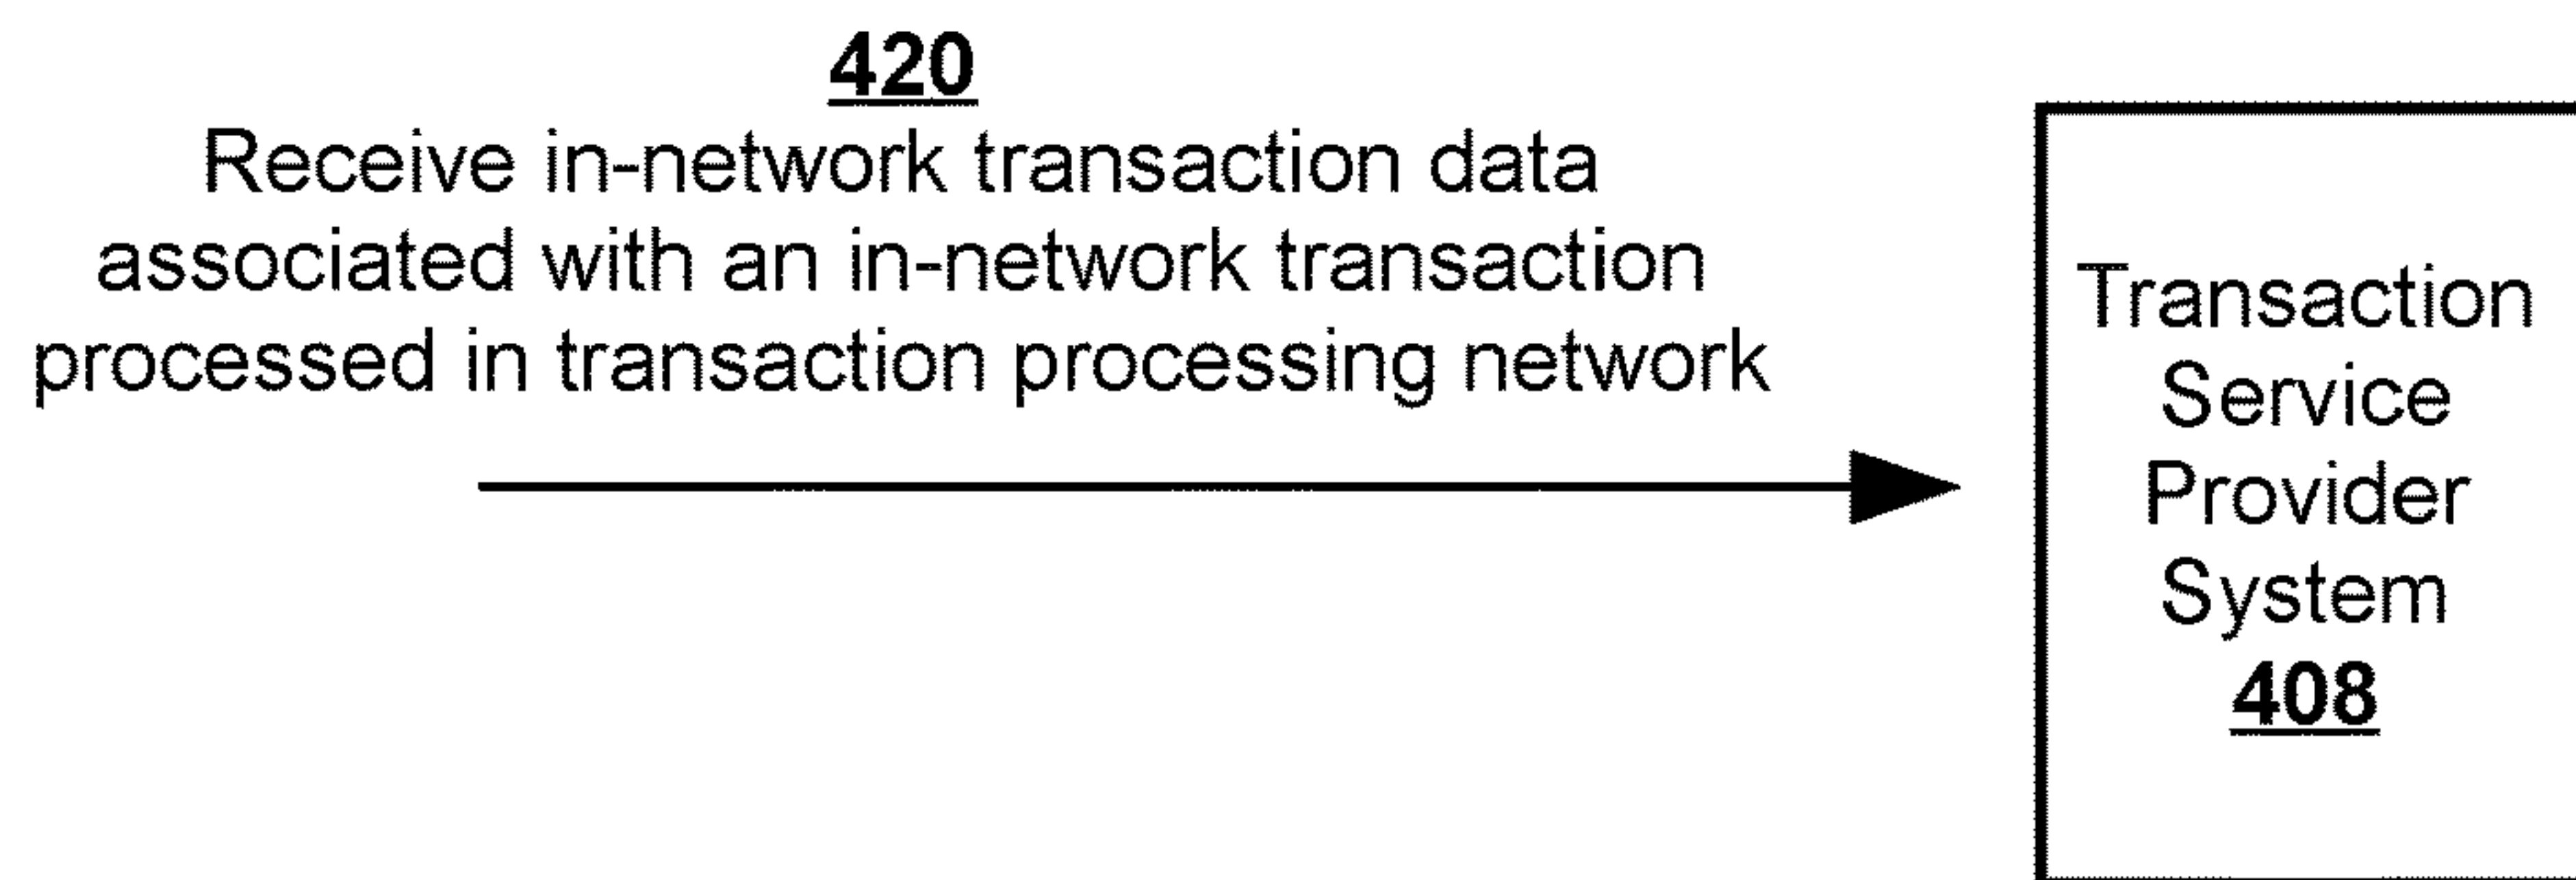 420
Receive in-network transaction data
associated with an in-network transaction
processed in transaction processing network
Transaction
Service
Provider
System
408